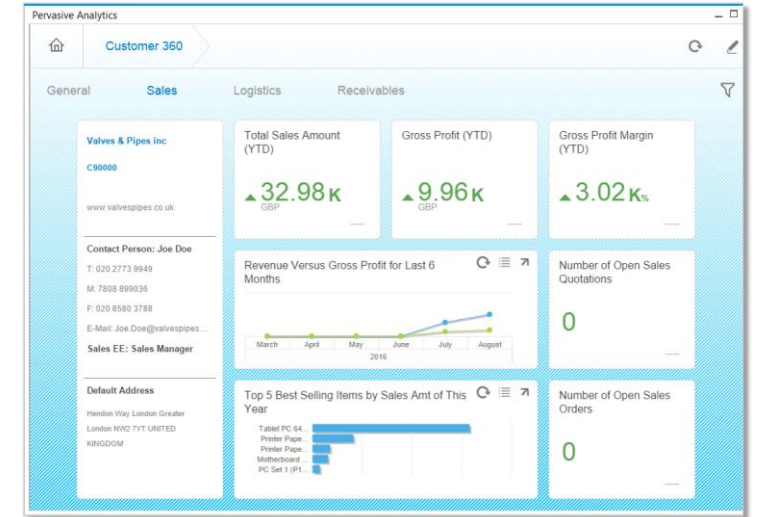 Pervasive Analytics
Customer 360
General Sales Logistics Receivables
Valves & Pipes inc
C90000
www.valvespipes.co.uk
Contact Person: Joe Doe
T: 020 2773 9949
M: 7808 899036
F: 020 8580 3788
E-Mail: Joe.Doe@valvespipes....
Sales EE: Sales Manager
Default Address
Hendon Way London Greater
London NW2 7YT UNITED
KINGDOM
Total Sales Amount
(YTD)
32.98 K
GBP
Gross Profit (YTD)
9.96 K
GBP
Gross Profit Margin
(YTD)
3.02 K%
Revenue Versus Gross Profit for Last 6
Months
March April May June July August
2016
Number of Open Sales
Quotations
0
Top 5 Best Selling Items by Sales Amt of This
Year
Tablet PC 64...
Printer Pape...
Printer Pape...
Motherboard ...
PC Set 1 (P1...
Number of Open Sales
Orders
0